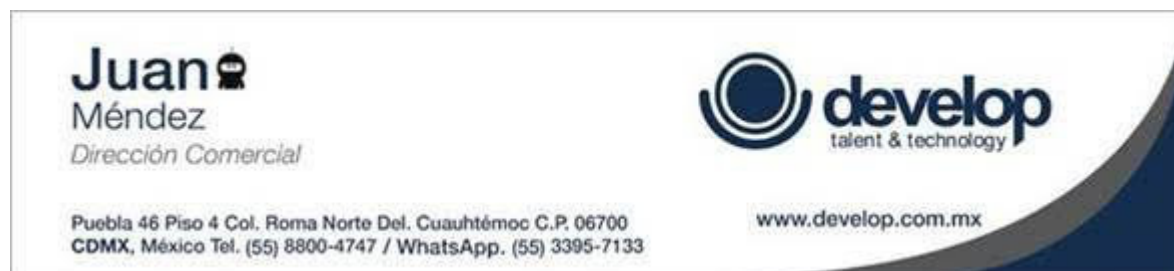 Juan
Méndez
Dirección Comercial
Puebla 46 Piso 4 Col. Roma Norte Del. Cuauhtémoc C.P. 06700
CDMX, México Tel. (55) 8800-4747 / WhatsApp. (55) 3395-7133
develop
talent & technology
www.develop.com.mx